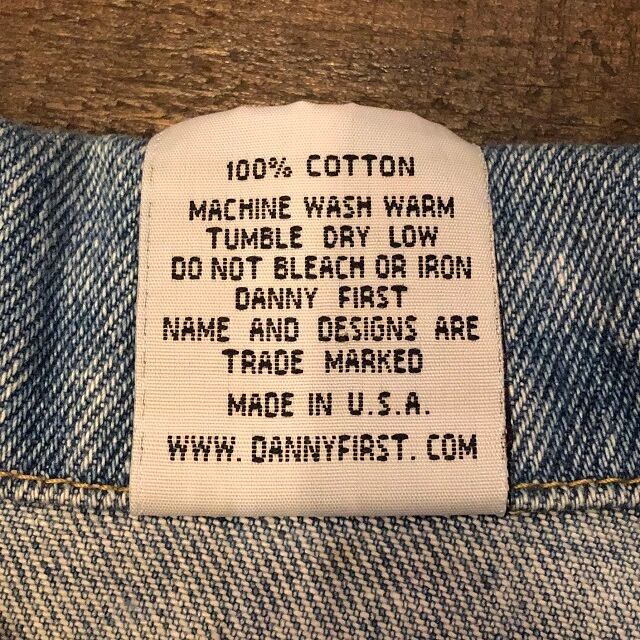 100% COTTON
MACHINE WASH WARM
TUMBLE DRY LOW
DO NOT BLEACH OR IRON
DANNY FIRST
NAME AND DESIGNS ARE
TRADE MARKED
MADE IN U.S.A.
WWW. DANNYFIRST. COM